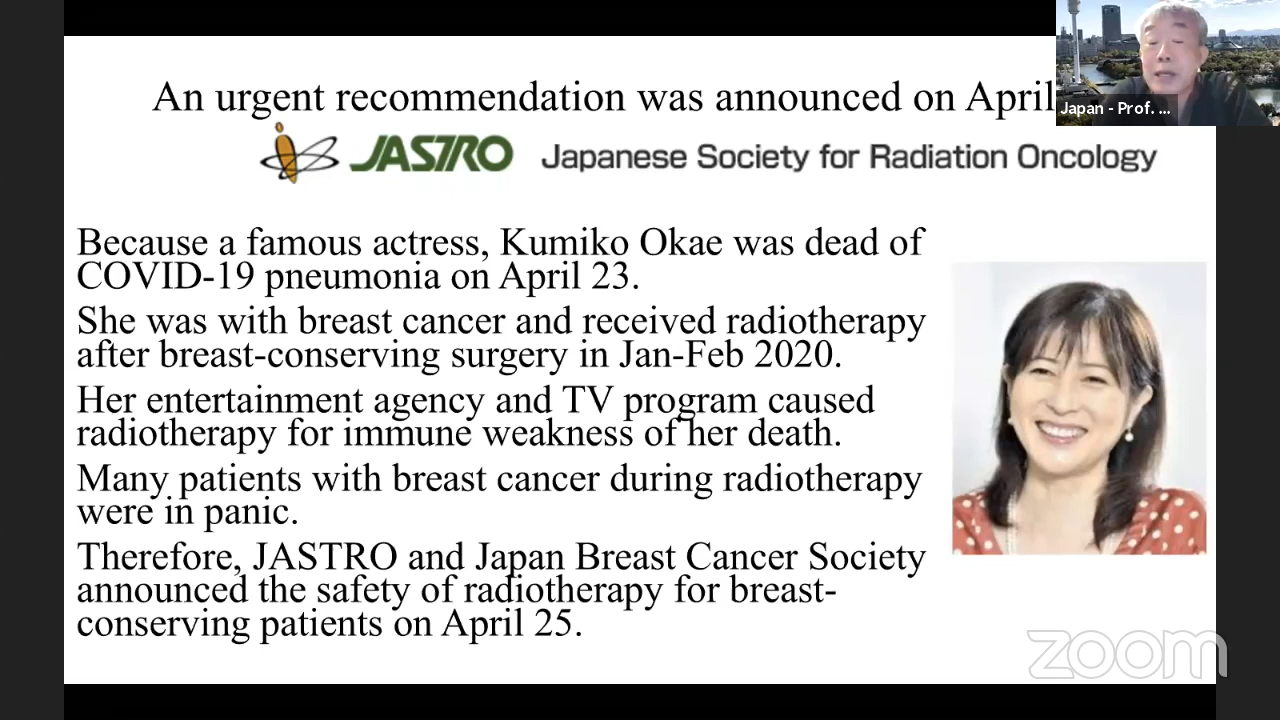 An urgent recommendation was announced on April
Japan - Prof. ...
JASTRO Japanese Society for Radiation Oncology
Because a famous actress, Kumiko Okae was dead of
COVID-19 pneumonia on April 23.
She was with breast cancer and received radiotherapy
after breast-conserving surgery in Jan-Feb 2020.
Her entertainment agency and TV program caused
radiotherapy for immune weakness of her death.
Many patients with breast cancer during radiotherapy
were in panic.
Therefore, JASTRO and Japan Breast Cancer Society
announced the safety of radiotherapy for breast-
conserving patients on April 25.
zoom